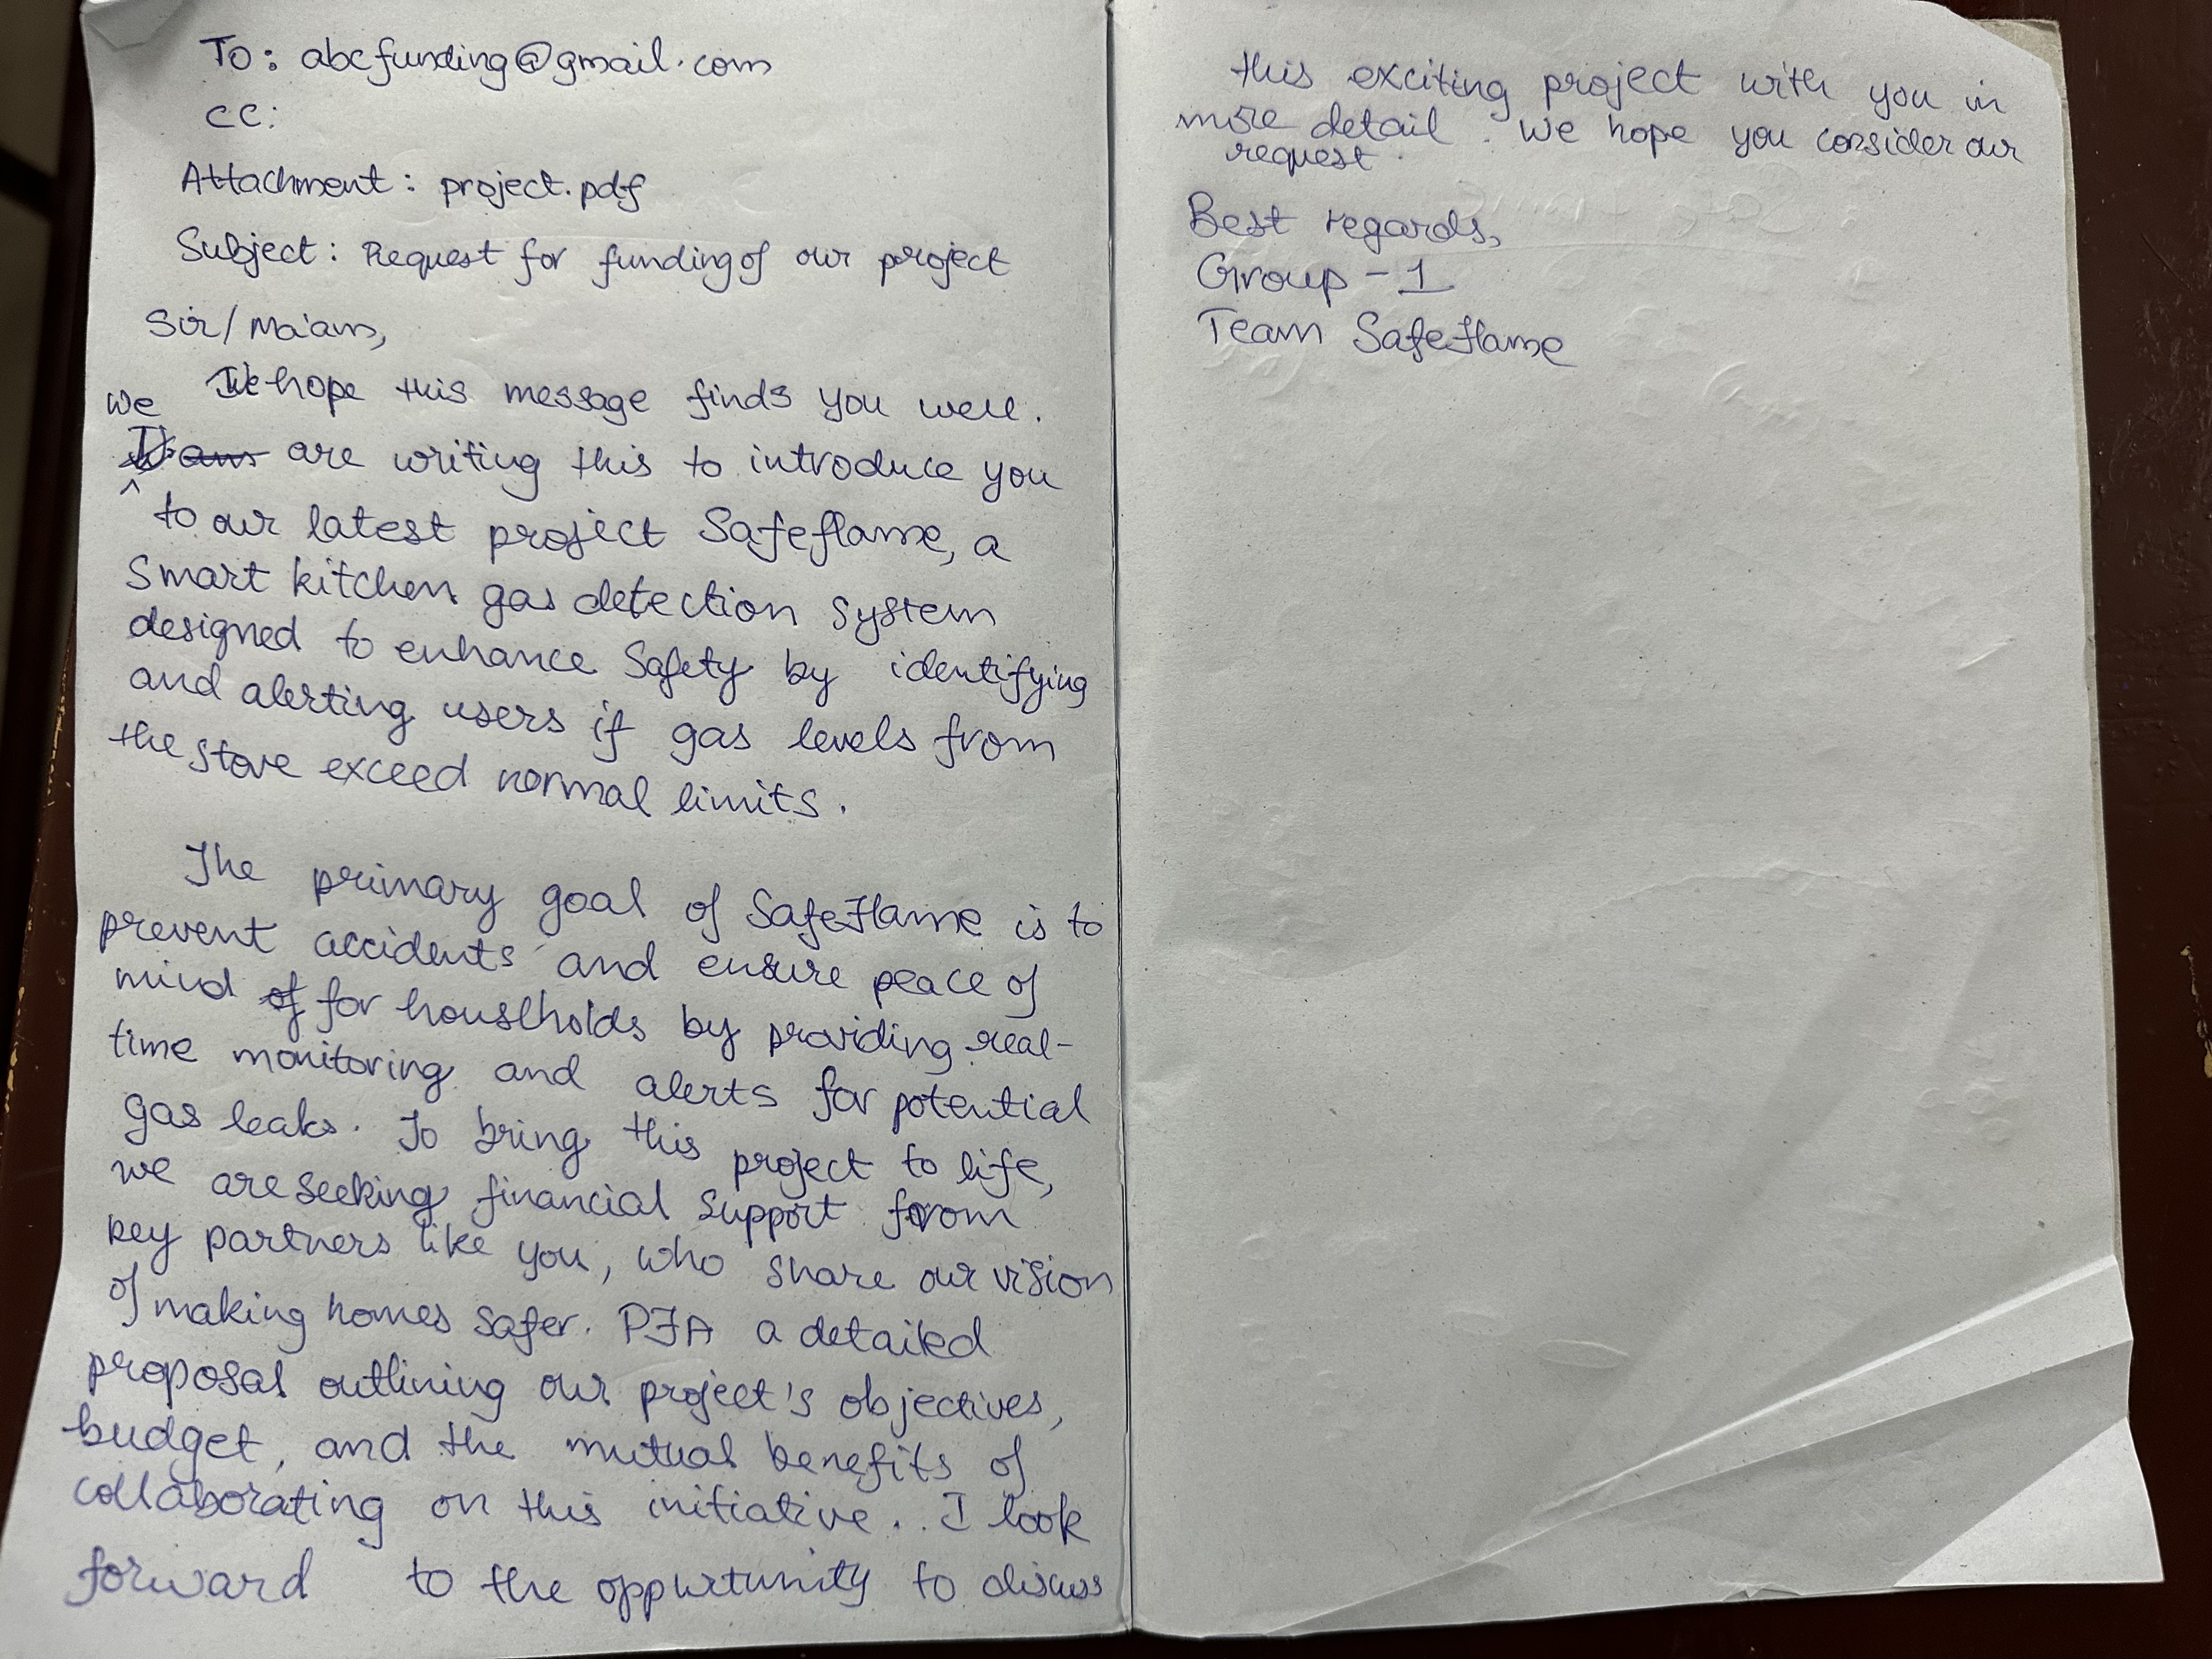 To: abcfunding@gmail.com
CC:
Attachment: project.pdf
Subject: Request for funding of our project
Sir/Maiam,
I hope this message finds you were.
We are writing this to introduce you
to our latest project Safeflame, a
Smart kitchen gas detection system
designed to enhance Safety by identifying
and alerting users if gas levels from
the stove exceed normal limits.
The primary goal of Safeflame is to
prevent accidents, and ensure peace of
mind for households by providing real-
time monitoring and alerts for potential
gas leaks. To bring this project to life,
we are seeking financial support from
key partners like you, who share our vision
of making homes safer. PFA a detailed
proposal outlining our project's objectives,
budget, and the mutual benefits of
collaborating on this initiative.. I look
forward to the opportunity to discuss
this exciting project with you in
more detail. We hope you consider our
request.
Best regards,
Group - 1
Team Safeflame